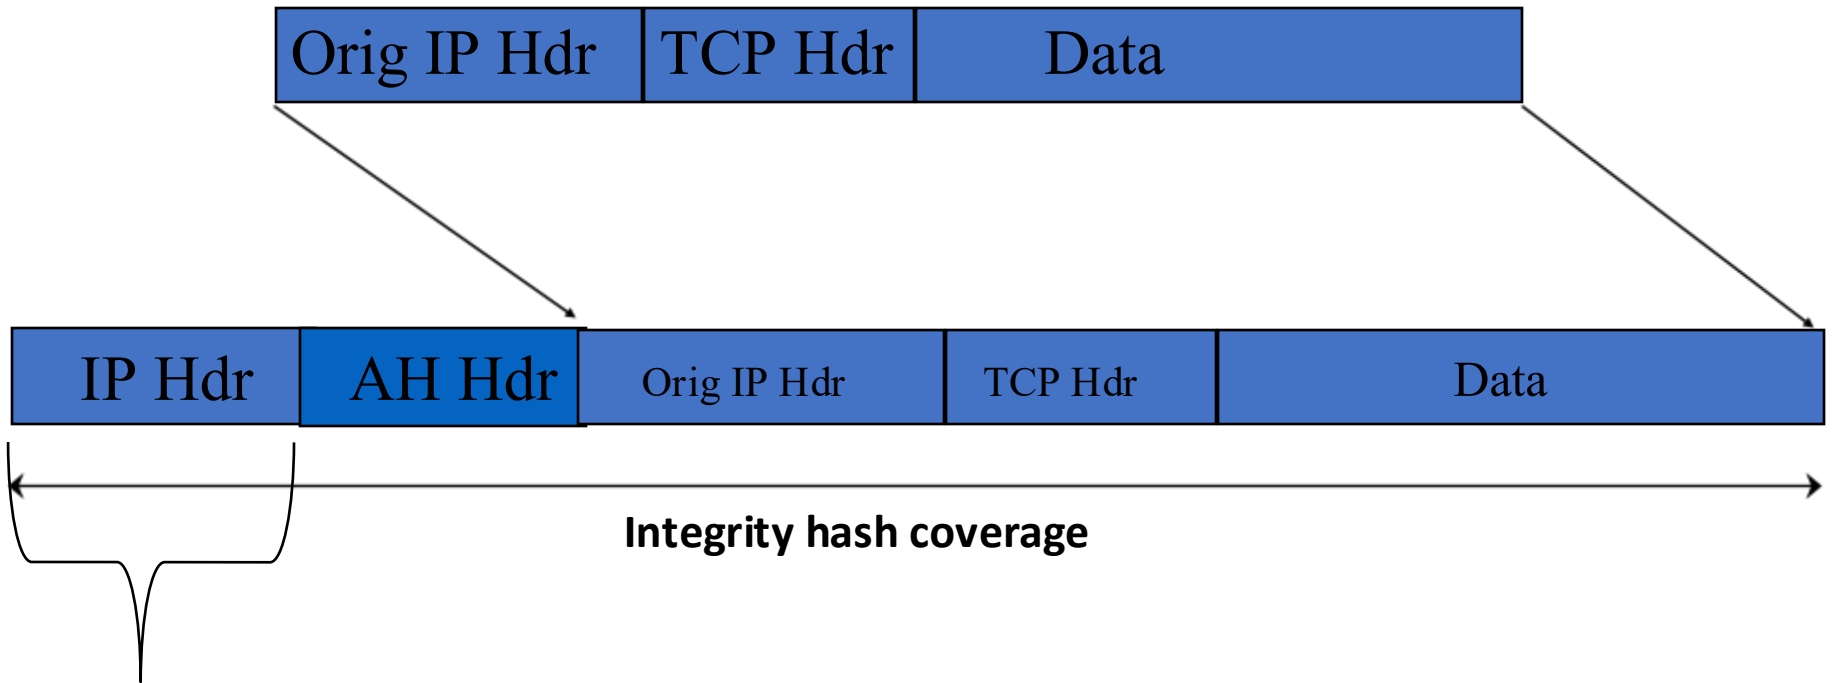 Orig IP Hdr TCP Hdr Data
IP Hdr AH Hdr Orig IP Hdr TCP Hdr Data
Integrity hash coverage